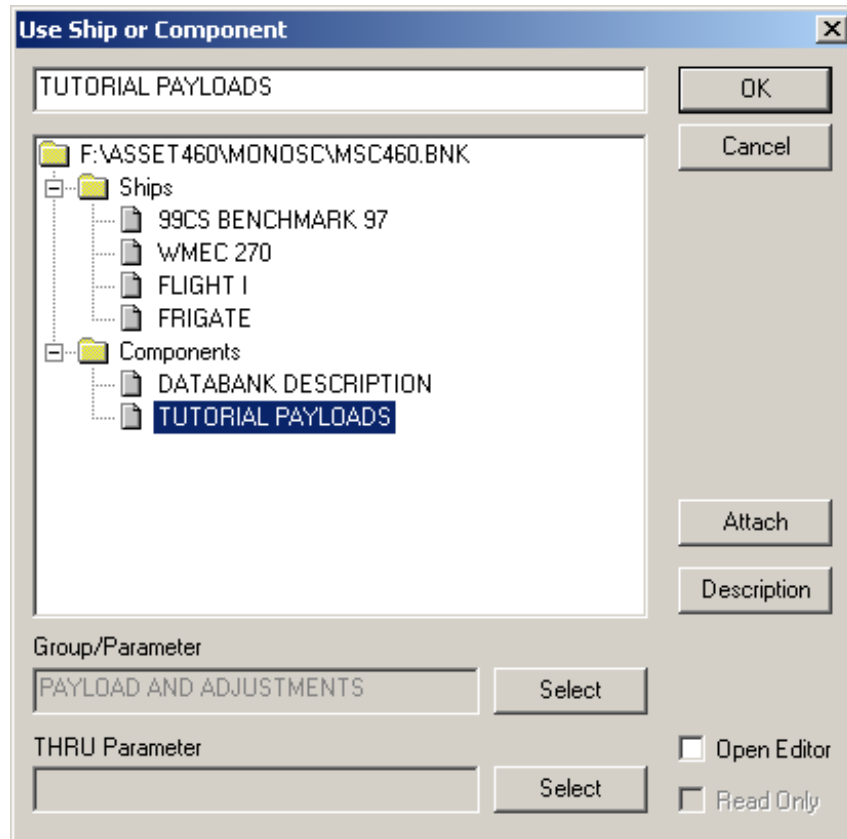 Use Ship or Component
TUTORIAL PAYLOADS
OK
Cancel
F:\ASSET460\MONOSC\MSC460.BNK
Ships
99CS BENCHMARK 97
WMEC 270
FLIGHT I
FRIGATE
Components
DATABANK DESCRIPTION
TUTORIAL PAYLOADS
Attach
Description
Group/Parameter
PAYLOAD AND ADJUSTMENTS
Select
THRU Parameter
Select
Open Editor
Read Only